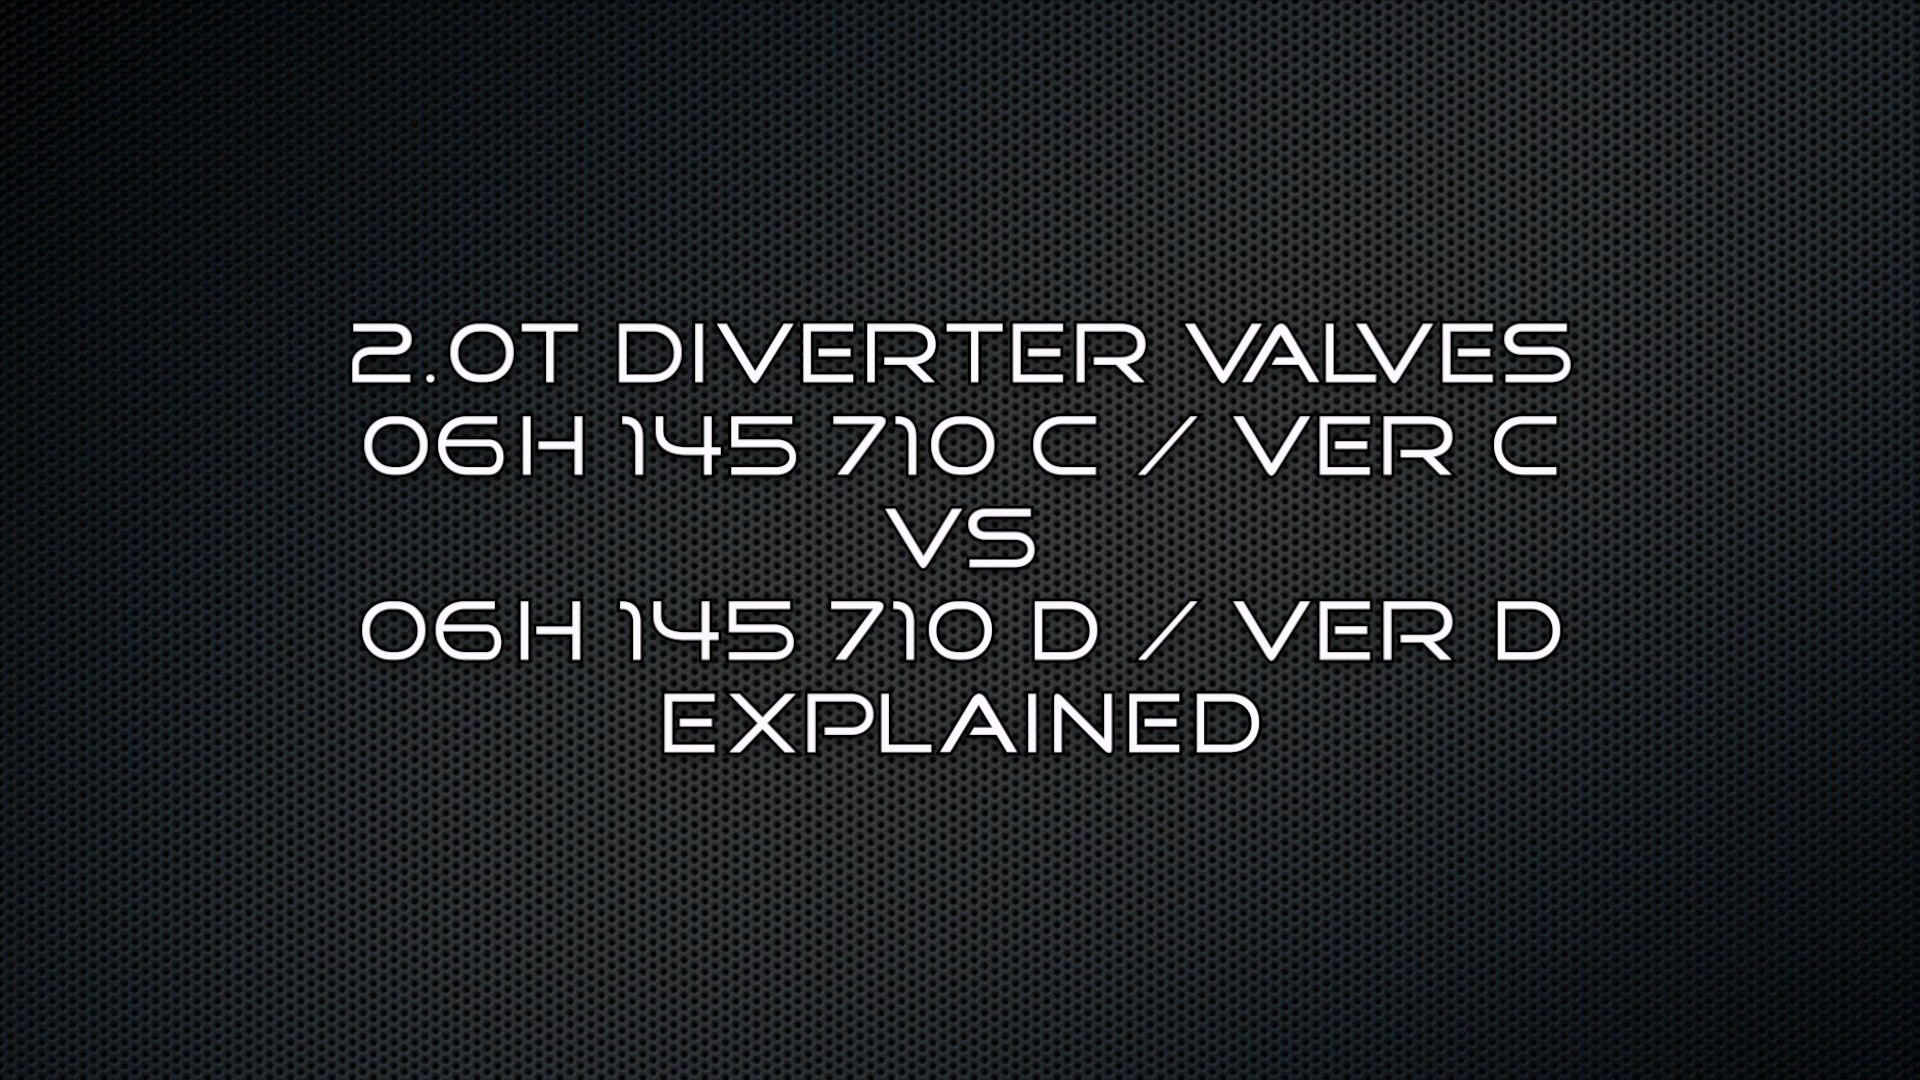 2.0T DIVERTER VALVES
06H 145 710 C / VER C
VS
06H 145 710 D / VER D
EXPLAINED